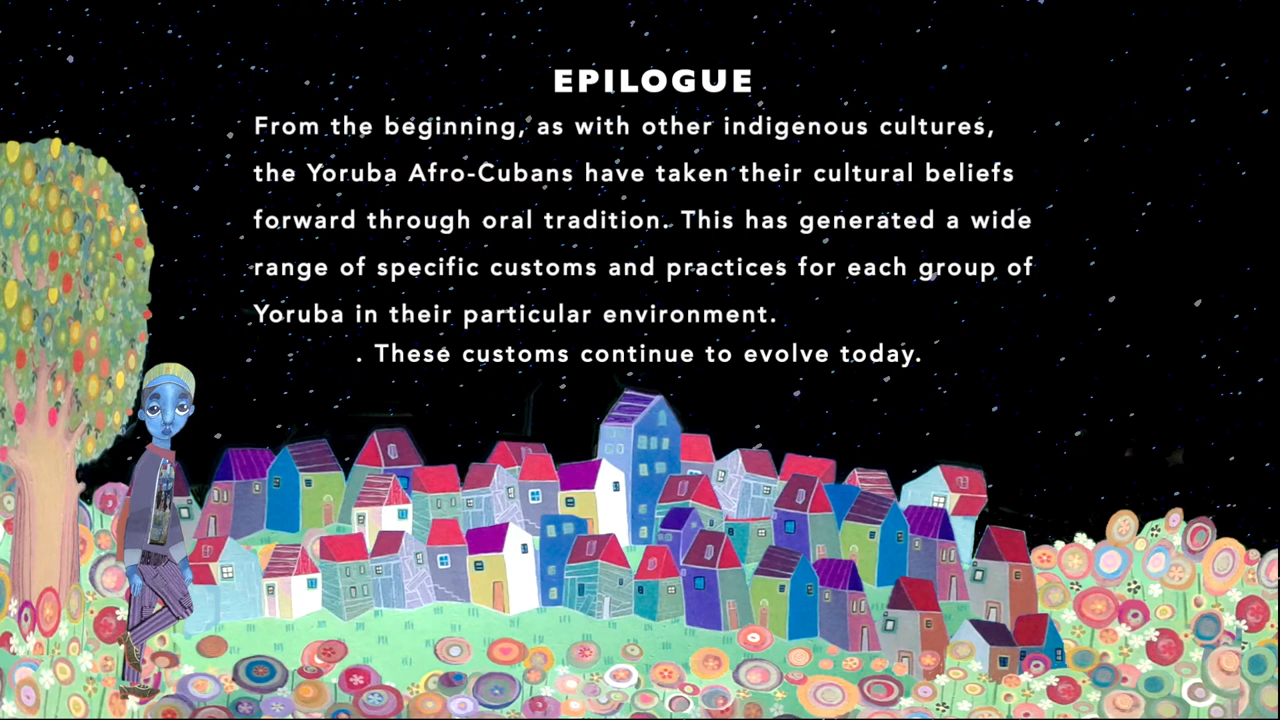 EPILOGUE
From the beginning, as with other indigenous cultures,
the Yoruba Afro-Cubans have taken their cultural beliefs
forward through oral tradition. This has generated a wide
range of specific customs and practices for each group of
Yoruba in their particular environment.
. These customs continue to evolve today.